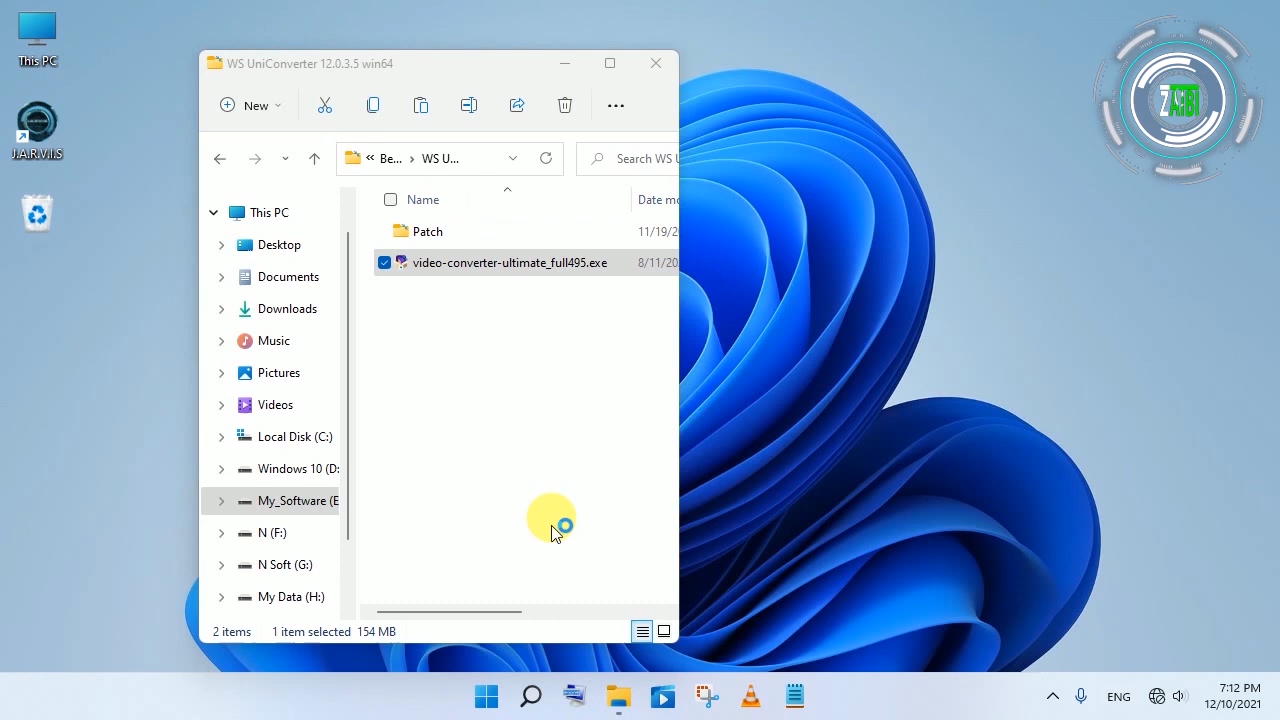 This PC
J.A.R.V.I.S
ZAIBI
WS UniConverter 12.0.3.5 win64
New
« Be... › WS U...
Search WS U
Name
Date mo
Patch
11/19/20
video-converter-ultimate_full495.exe
8/11/202
This PC
Desktop
Documents
Downloads
Music
Pictures
Videos
Local Disk (C:)
Windows 10 (D:
My_Software (E
N (F:)
N Soft (G:)
My Data (H:)
2 items
1 item selected 154 MB
ENG
7:12 PM
12/10/2021